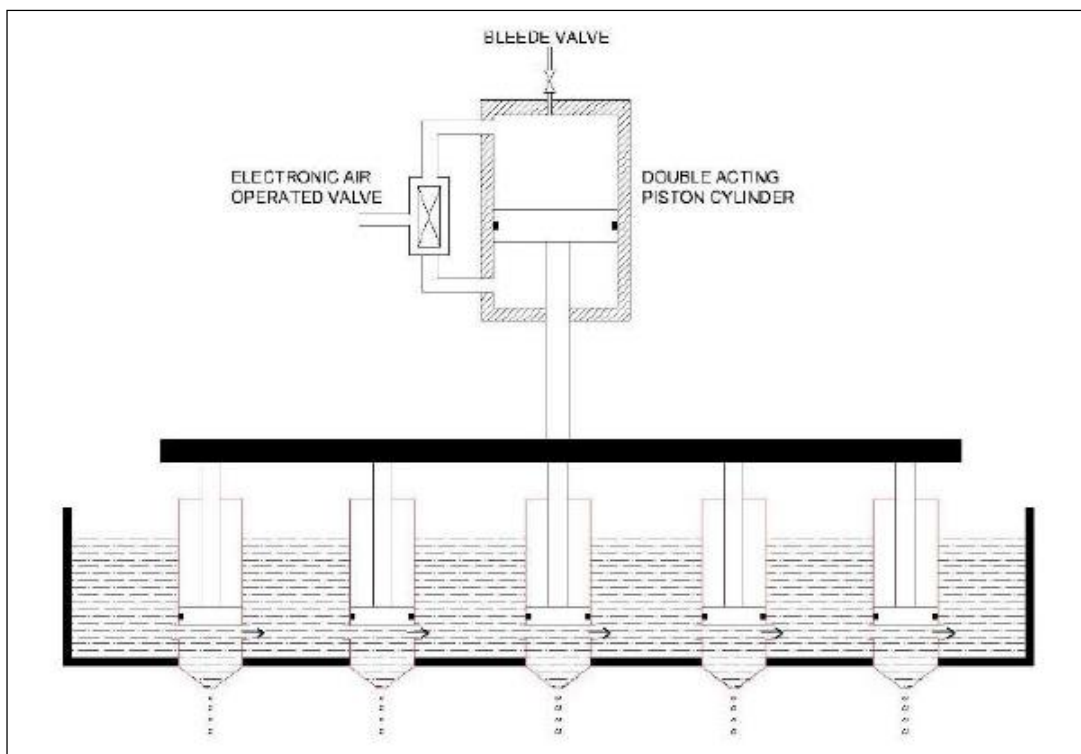 BLEEDE VALVE
ELECTRONIC AIR
OPERATED VALVE
DOUBLE ACTING
PISTON CYLINDER